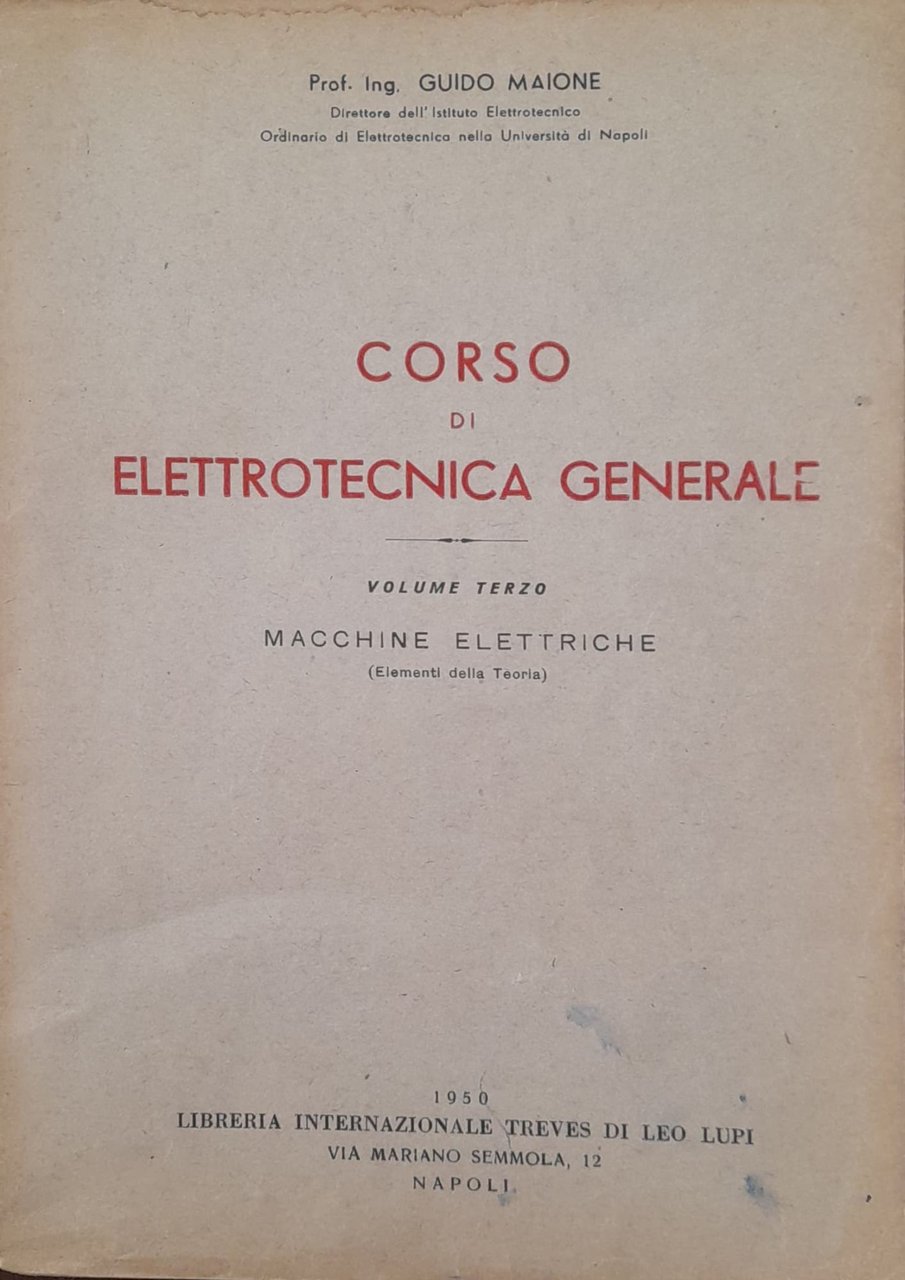 Prof. Ing. GUIDO MAIONE
Direttore dell'Istituto Elettrotecnico
Ordinario di Elettrotecnica nella Università di Napoli
CORSO
DI
ELETTROTECNICA GENERALE
VOLUME TERZO
MACCHINE ELETTRICHE
(Elementi della Teoria)
1950
LIBRERIA INTERNAZIONALE TREVES DI LEO LUPI
VIA MARIANO SEMMOLA, 12
NAPOLI